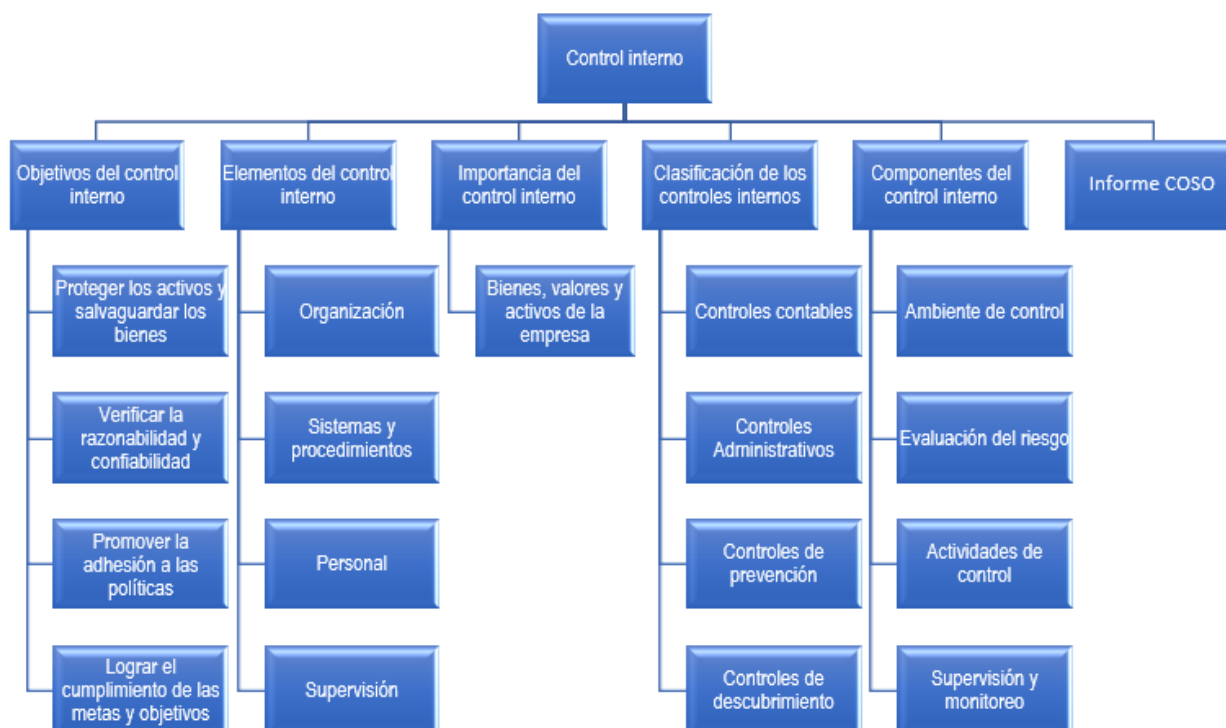 Control interno
Objetivos del control
interno
Elementos del control
interno
Importancia del
control interno
Clasificación de los
controles internos
Componentes del
control interno
Informe COSO
Proteger los activos y
salvaguardar los
bienes
Verificar la
razonabilidad y
confiabilidad
Promover la
adhesión a las
políticas
Lograr el
cumplimiento de las
metas y objetivos
Organización
Sistemas y
procedimientos
Personal
Supervisión
Bienes, valores y
activos de la
empresa
Controles contables
Controles
Administrativos
Controles de
prevención
Controles de
descubrimiento
Ambiente de control
Evaluación del riesgo
Actividades de
control
Supervisión y
monitoreo